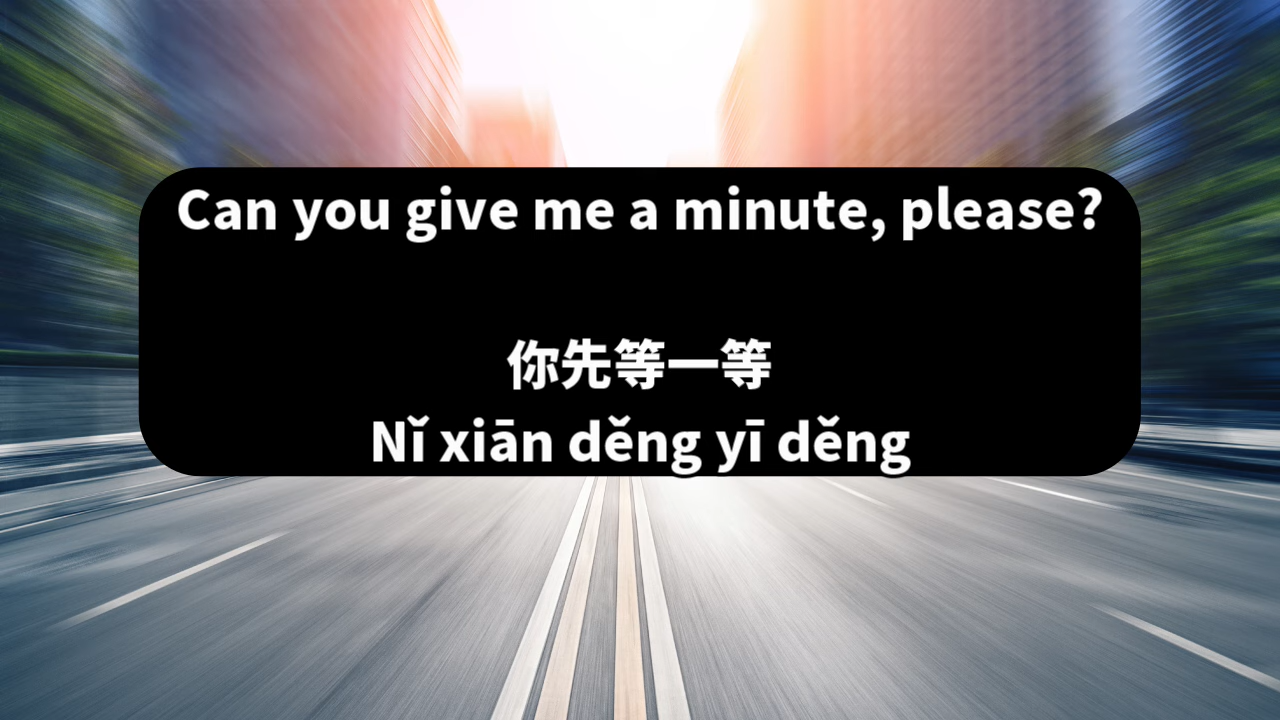 Can you give me a minute, please?
你先等一等
Nǐ xiān děng yī děng